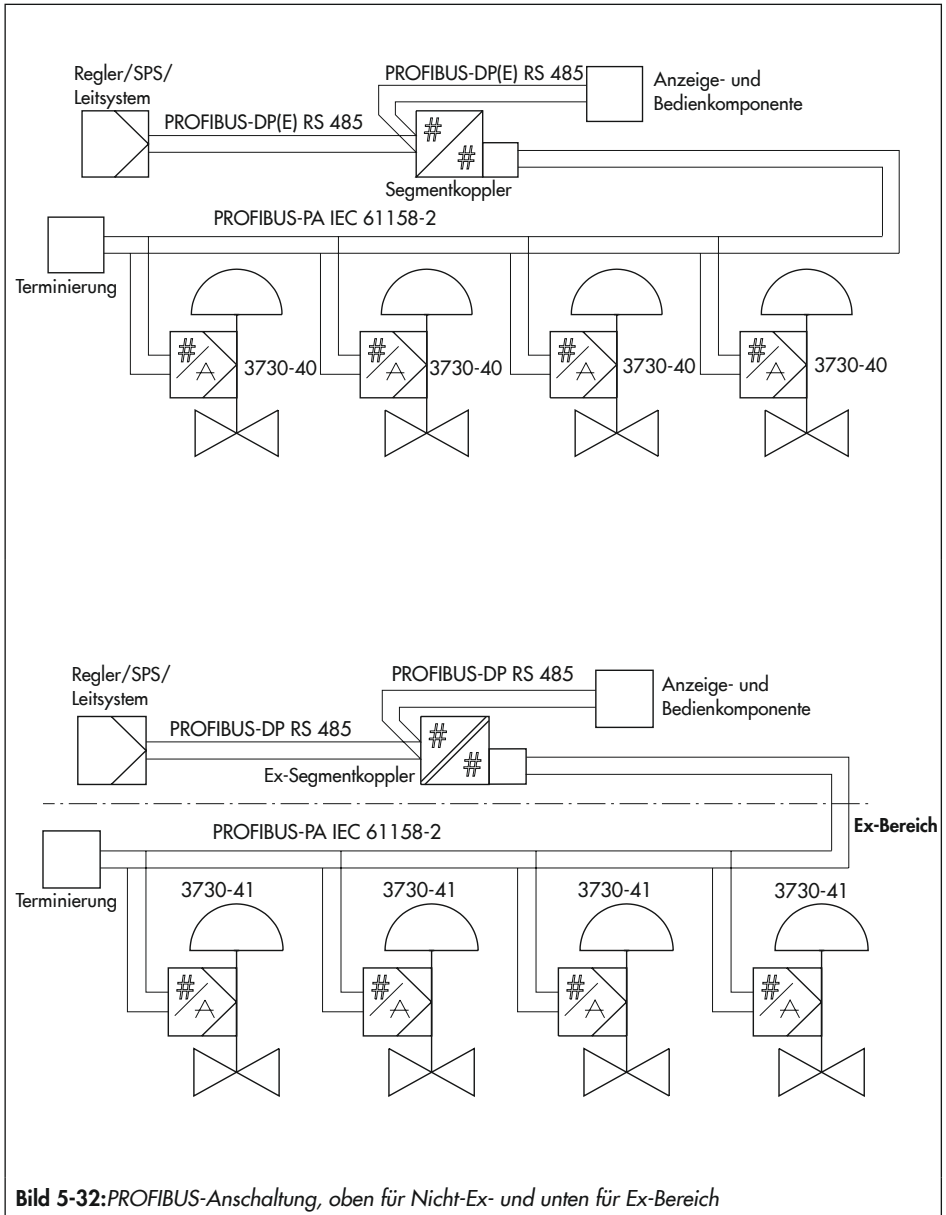 Regler/SPS/
Leitsystem
PROFIBUS-DP(E) RS 485
PROFIBUS-DP(E) RS 485
Anzeige- und
Bedienkomponente
#
#
Segmentkoppler
PROFIBUS-PA IEC 61158-2
Terminierung
#
A
3730-40
#
A
3730-40
#
A
3730-40
#
A
3730-40
Regler/SPS/
Leitsystem
PROFIBUS-DP RS 485
PROFIBUS-DP RS 485
Anzeige- und
Bedienkomponente
#
#
Ex-Segmentkoppler
Ex-Bereich
PROFIBUS-PA IEC 61158-2
Terminierung
3730-41
3730-41
3730-41
3730-41
#
A
#
A
#
A
#
A
Bild 5-32:PROFIBUS-Anschaltung, oben für Nicht-Ex- und unten für Ex-Bereich